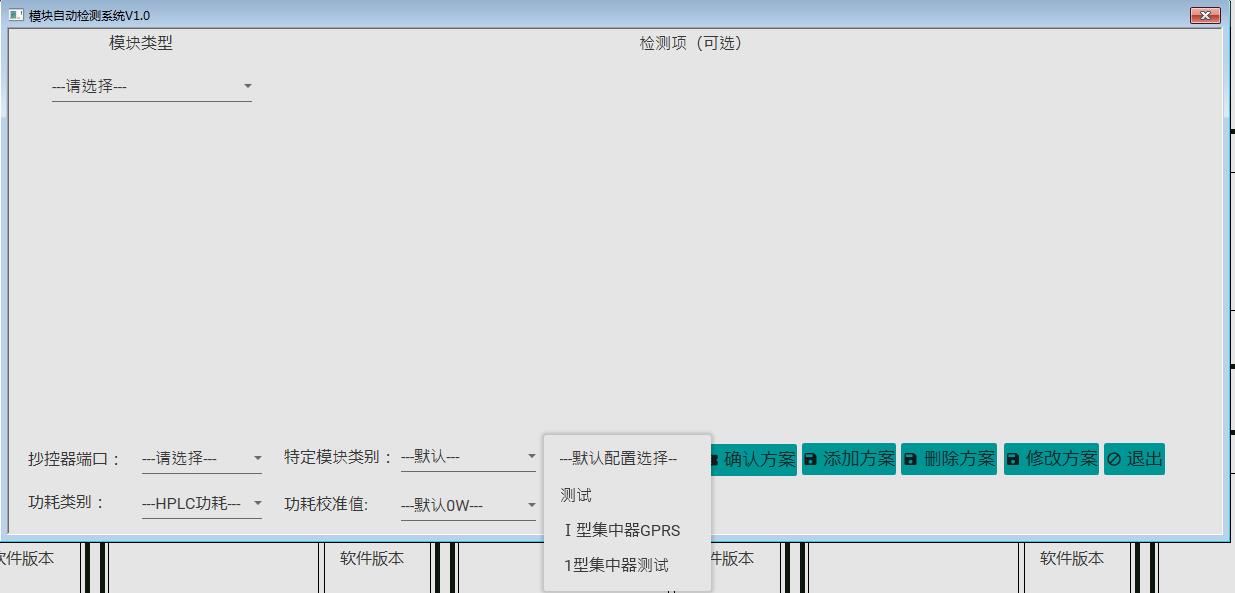 模块自动检测系统V1.0
模块类型
检测项（可选）
---请选择---
抄控器端口：
---请选择---
特定模块类别：
---默认---
---默认配置选择--
确认方案
添加方案
删除方案
修改方案
退出
功耗类别：
---HPLC功耗---
功耗校准值:
---默认0W---
测试
Ⅰ型集中器GPRS
1型集中器测试
软件版本
软件版本
件版本
软件版本